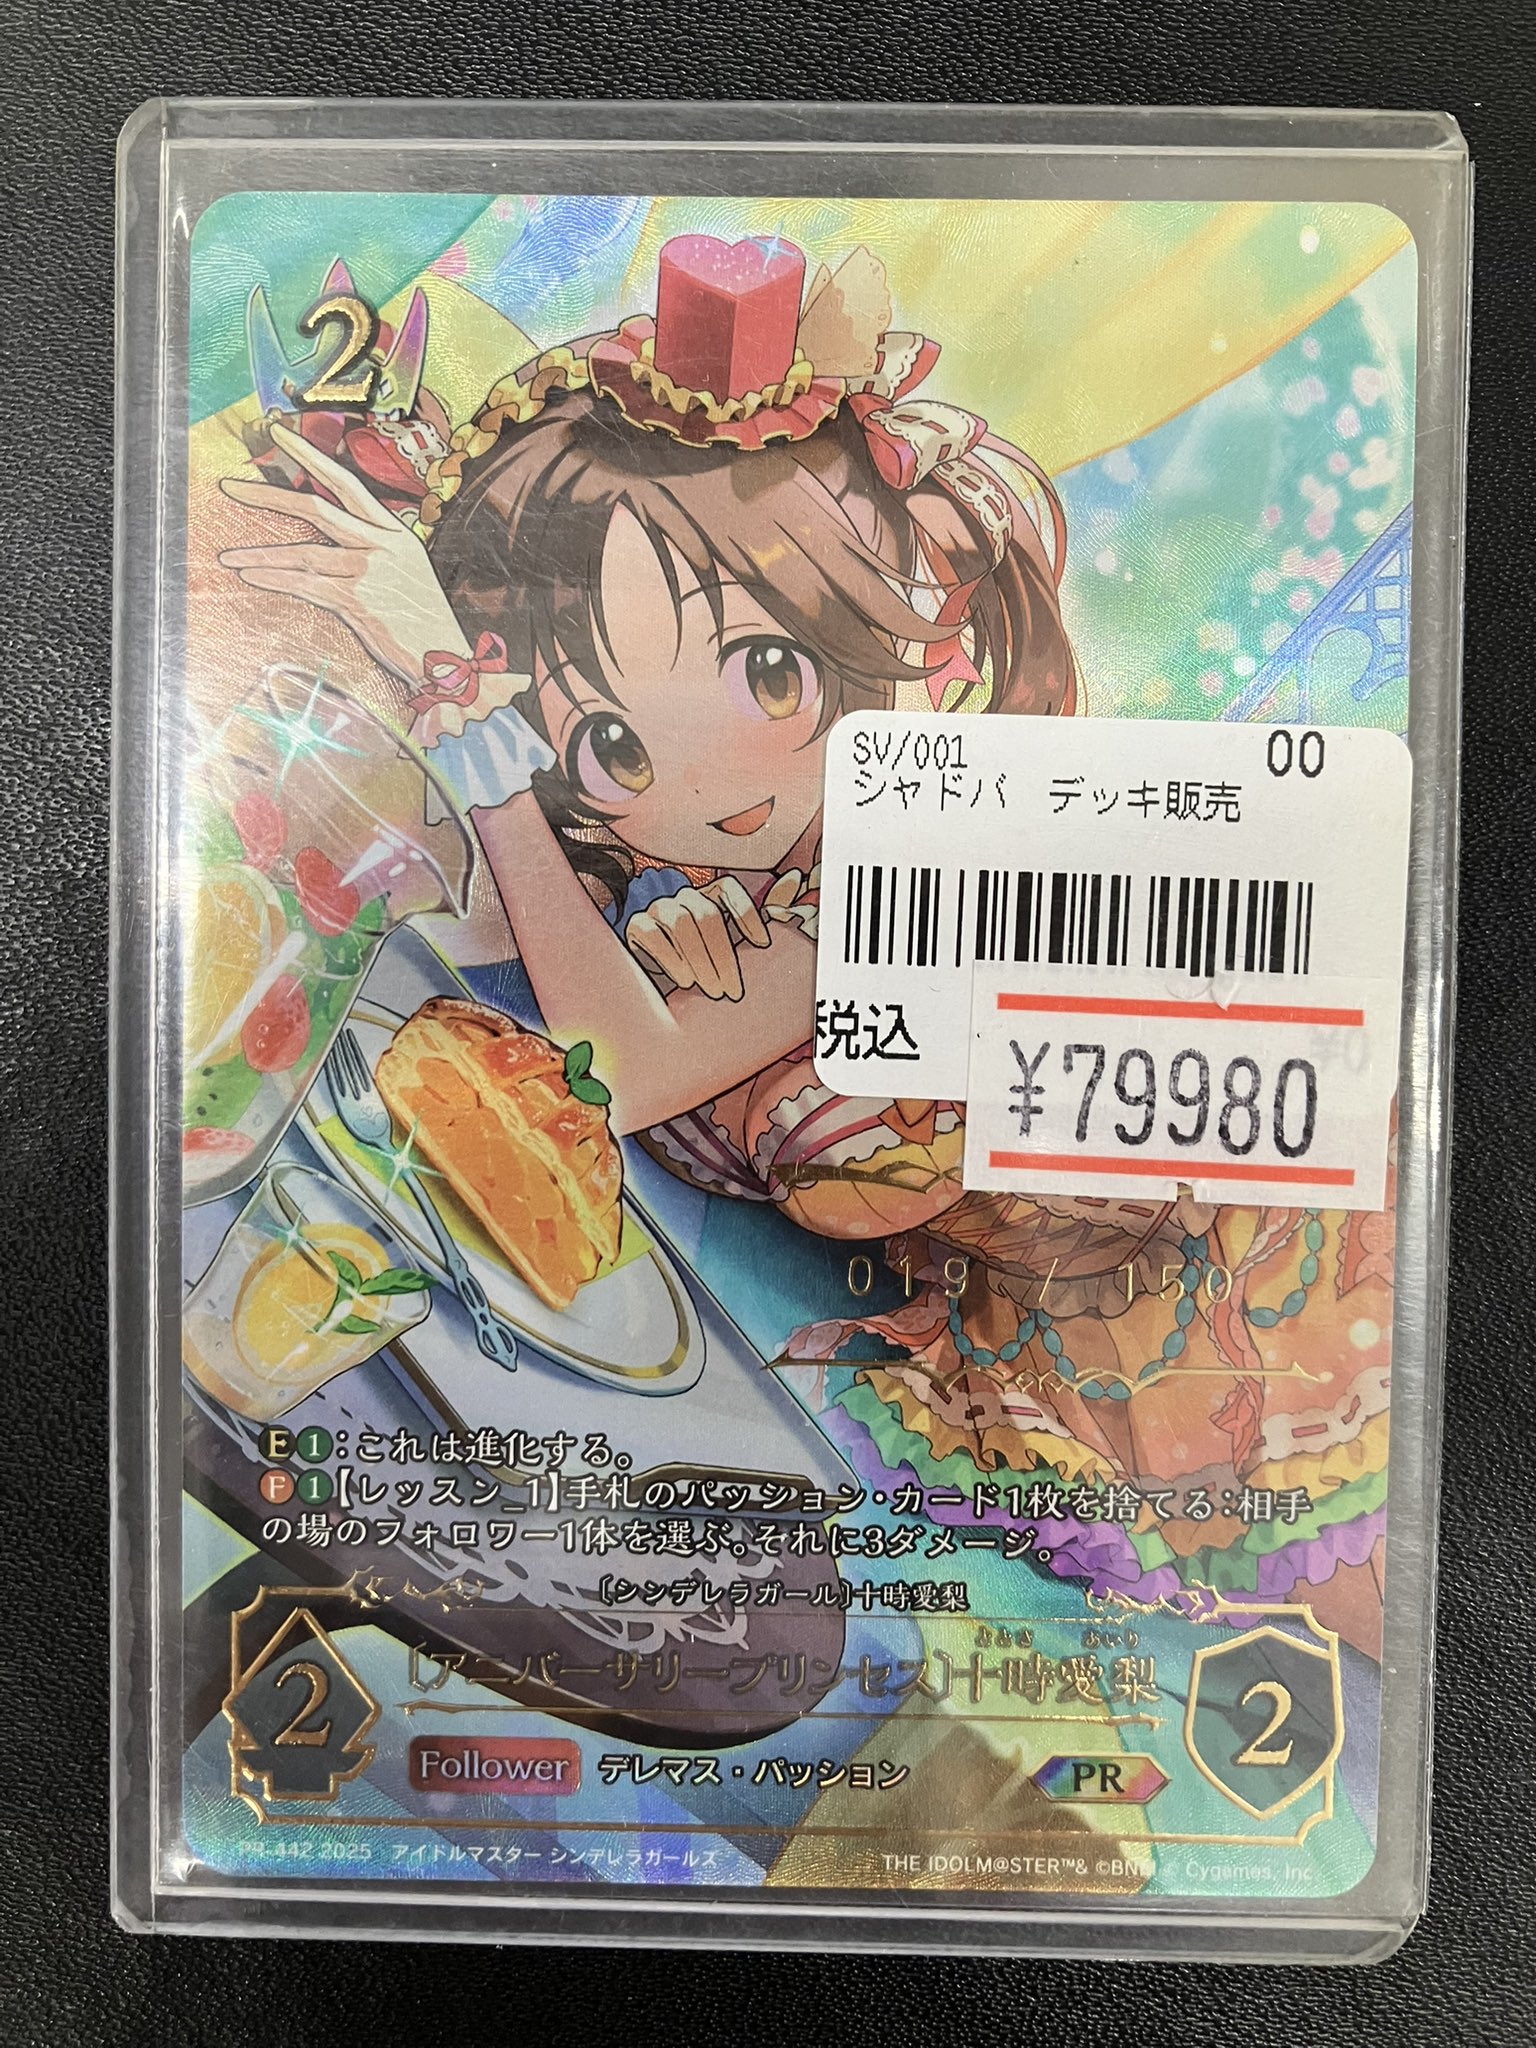 2
SV/001
00
シャドバ デッキ販売
税込
¥79980
019 / 150
E 1：これは進化する。
F 1【レッスン_1】手札のパッション・カード1枚を捨てる：相手
の場のフォロワー1体を選ぶ。それに3ダメージ。
〔シンデレラガール〕十時愛梨
ととき あいり
〔アニバーサリープリンセス〕十時愛梨
2
2
Follower デレマス・パッション
PR
PR-442 2025 アイドルマスター シンデレラガールズ
THE IDOLM@STER™& ©BNEI © Cygames, Inc.